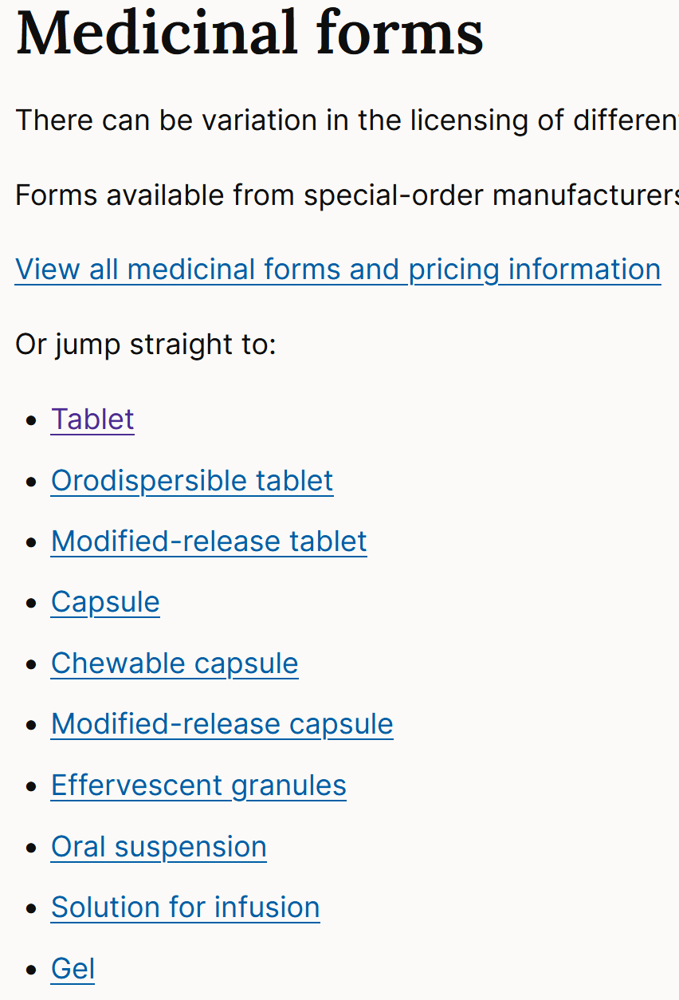 Medicinal forms
There can be variation in the licensing of different
Forms available from special-order manufacturers
View all medicinal forms and pricing information
Or jump straight to:
Tablet
Orodispersible tablet
Modified-release tablet
Capsule
Chewable capsule
Modified-release capsule
Effervescent granules
Oral suspension
Solution for infusion
Gel